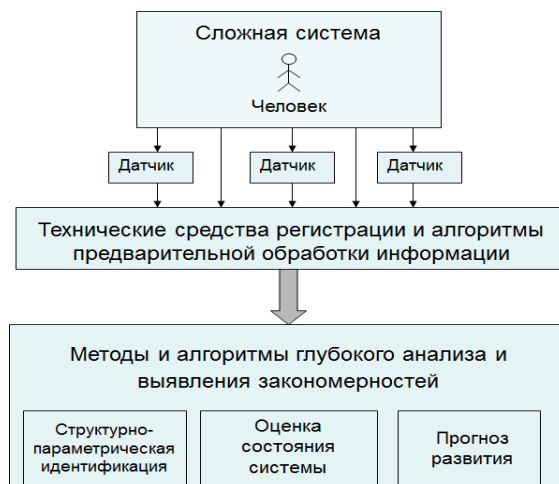 Сложная система
Человек
Датчик Датчик Датчик
Технические средства регистрации и алгоритмы
предварительной обработки информации
Методы и алгоритмы глубокого анализа и
выявления закономерностей
Структурно-
параметрическая
идентификация
Оценка
состояния
системы
Прогноз
развития